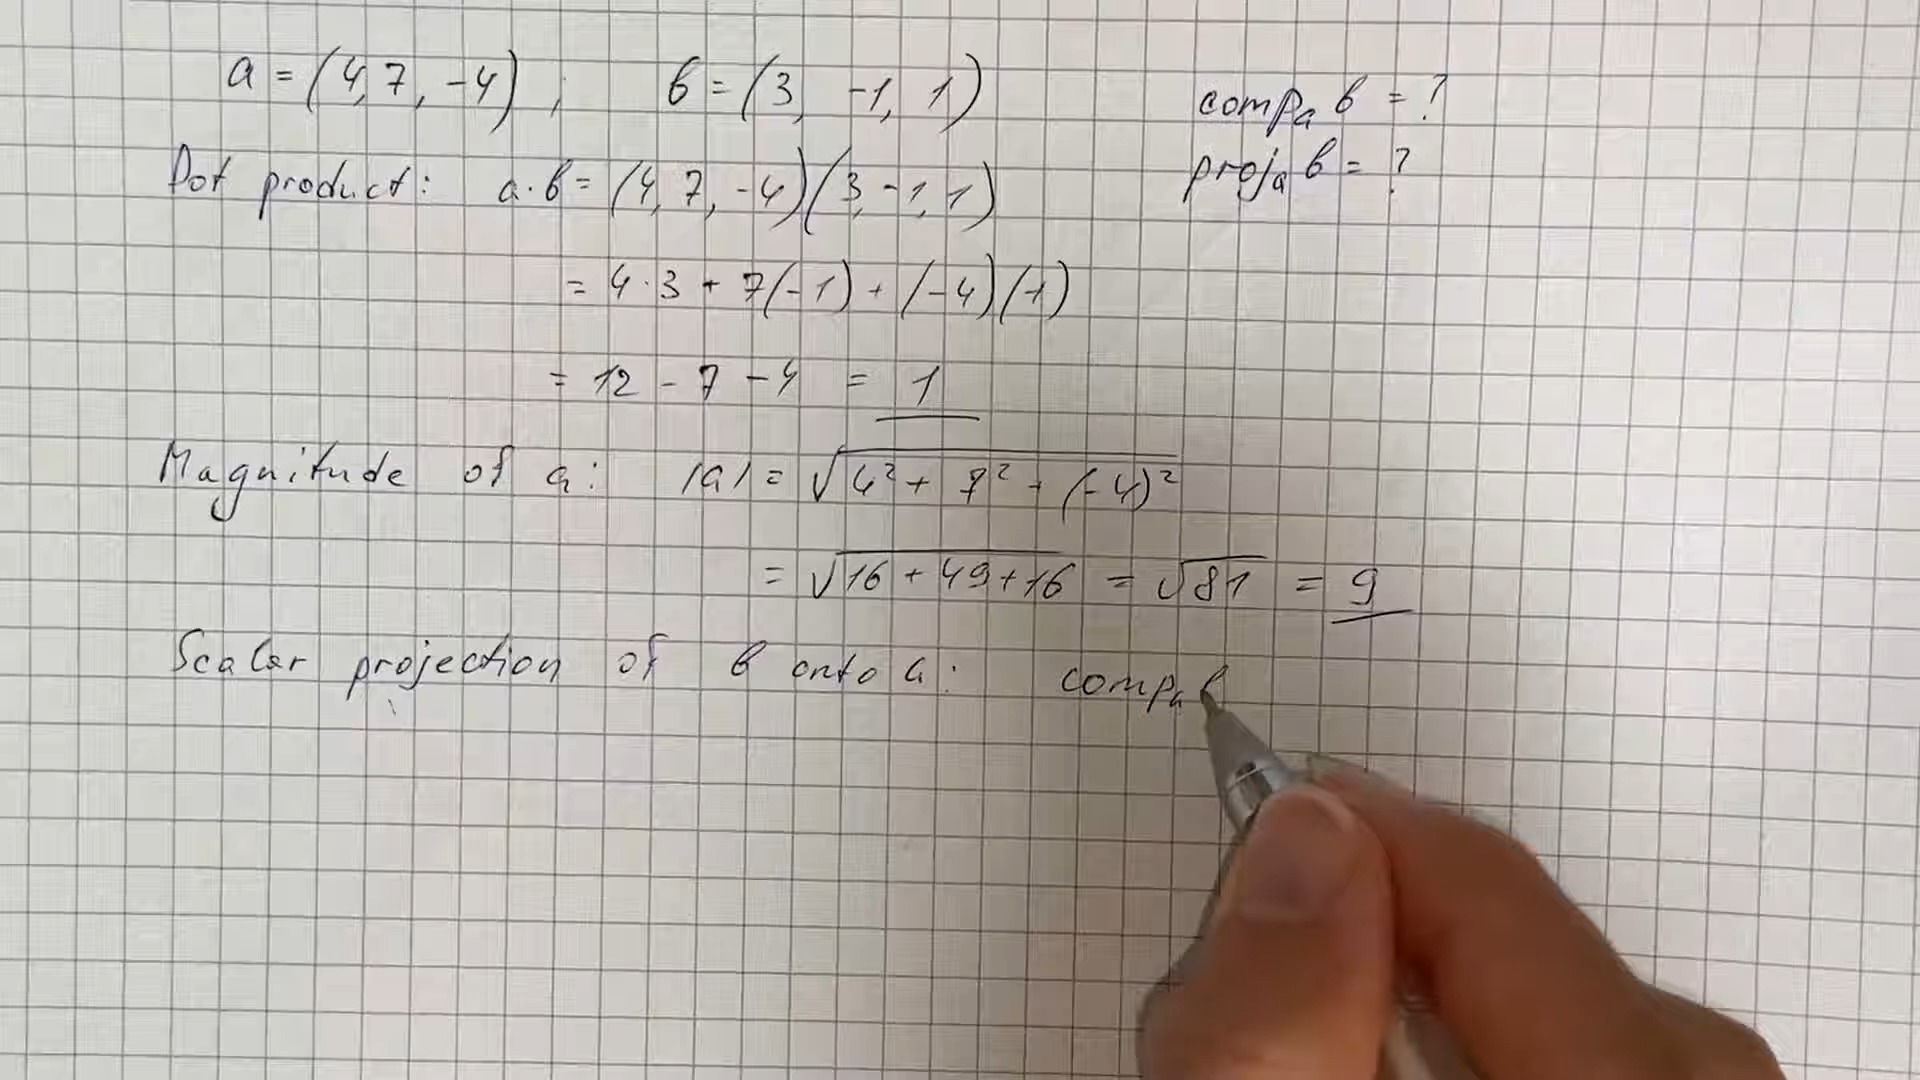 a = (4, 7, -4) ; b = (3, -1, 1) comp_a b = ?
proj_a b = ?
Dot product: a·b = (4, 7, -4)(3, -1, 1)
= 4·3 + 7(-1) + (-4)(1)
= 12 - 7 - 4 = 1
Magnitude of a: |a| = √(4² + 7² + (-4)²)
= √(16 + 49 + 16) = √81 = 9
Scalar projection of b onto a: comp_a b